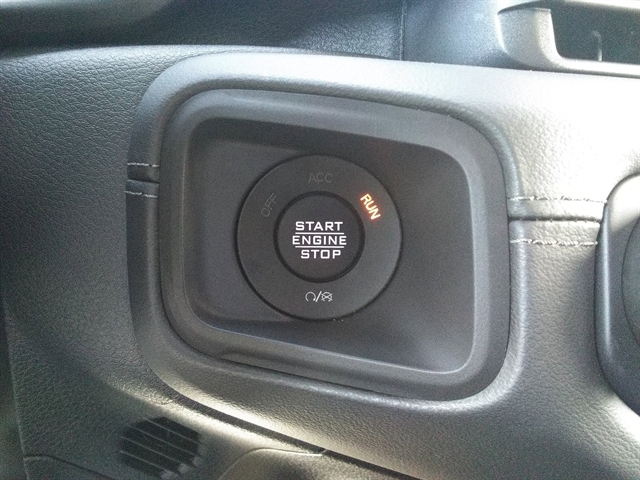 ACC
OFF
RUN
START
ENGINE
STOP